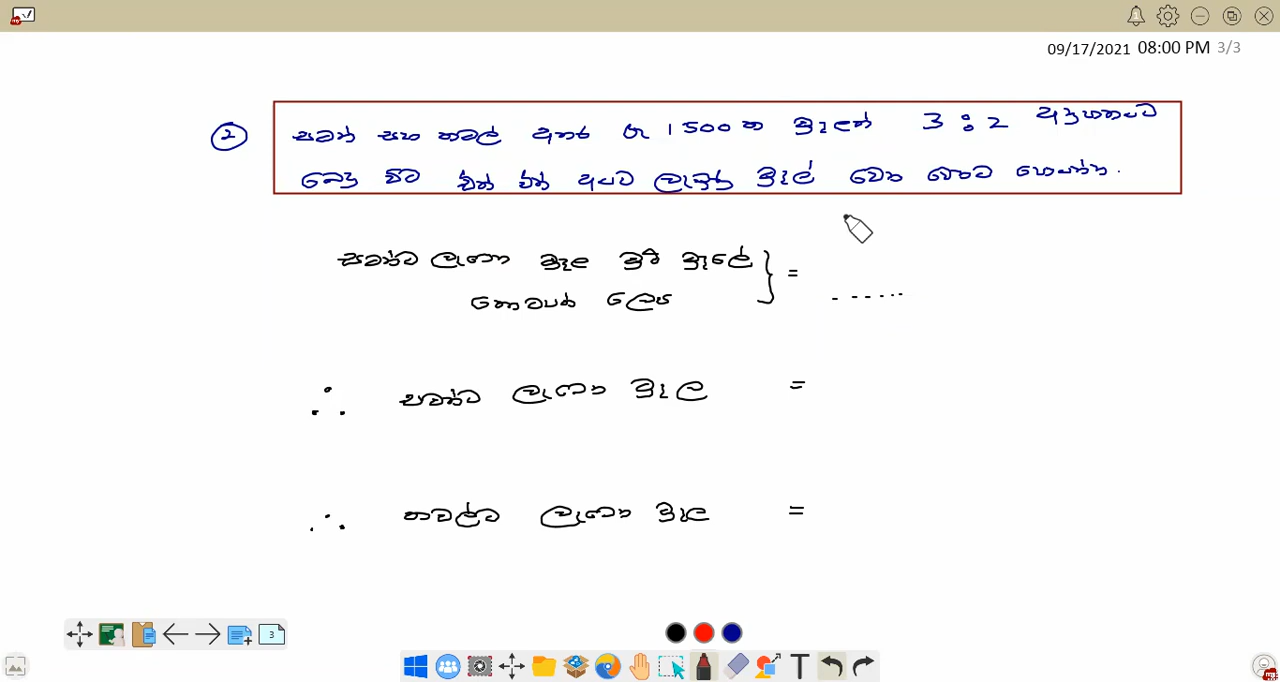 09/17/2021 08:00 PM 3/3
② සමන් සහ කමල් අතර රු 1500ක මුදලක් 3 : 2 අනුපාතයට
බෙදූ විට එක් එක් අයට ලැබුණු මුදල් වෙන වෙනම සොයන්න.
සමන්ට ලැබෙන මුදල මුළු මුදලේ
කොටසක් ලෙස } = ......
∴ සමන්ට ලැබෙන මුදල =
∴ කමල්ට ලැබෙන මුදල =
3
T